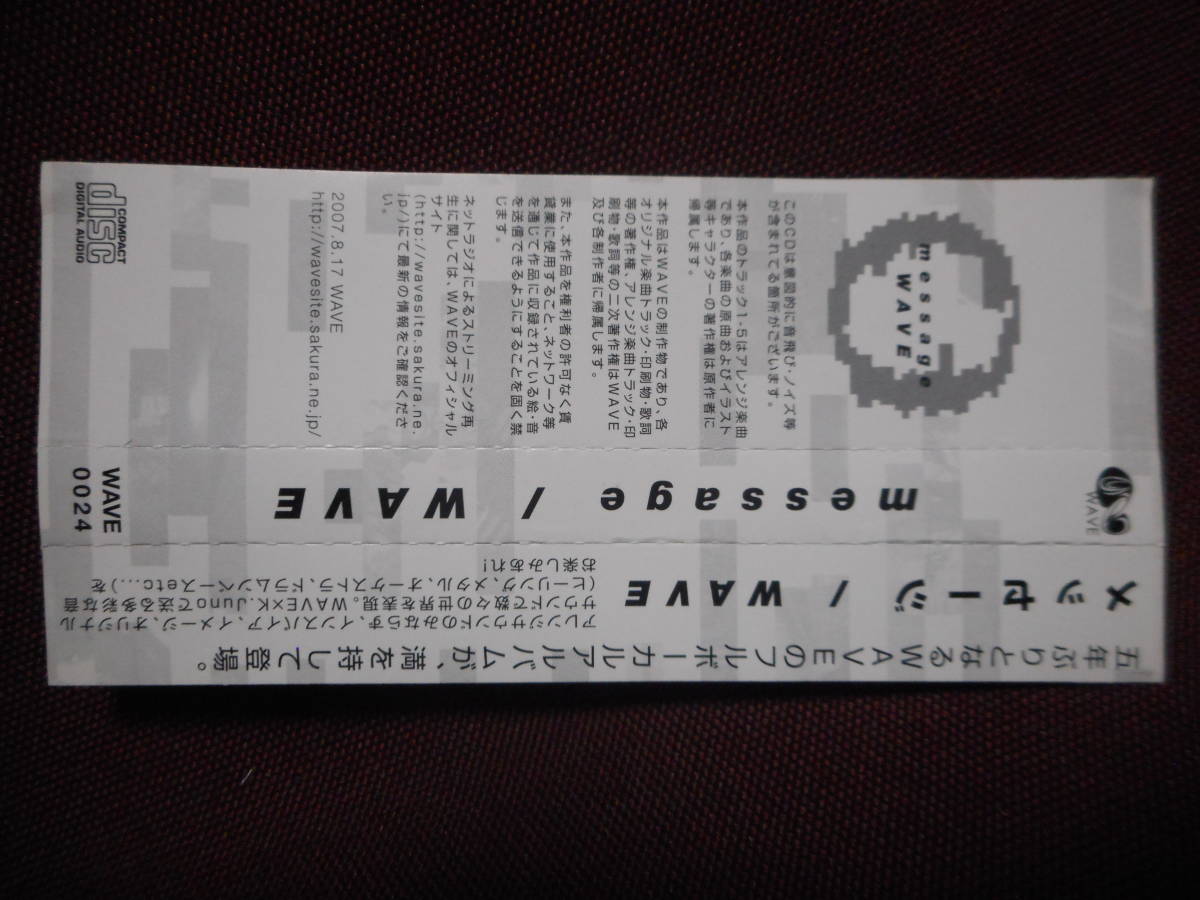 五年ぶりとなるWAVEのフルボーカルアルバムが、満を持して登場。
アレンジサウンドのみならず、インスパイア、イメージ、オリジナル
サウンドで数々の世界を表現。WAVE×K.Junoで送る多彩な音
(ヒーリング、メタル、オーケストラ、ドラムンベースetc...)を
お楽しみあれ!
メッセージ / WAVE
message / WAVE
WAVE
0024
WAVE
message
WAVE
このCDは意図的に音飛び・ノイズ等
が含まれてる箇所がございます。
本作品のトラック1-5はアレンジ楽曲
であり、各楽曲の原曲およびイラスト
等キャラクターの著作権は原作者に
帰属します。
本作品はWAVEの制作物であり、各
オリジナル楽曲トラック・印刷物・歌詞
等の著作権、アレンジ楽曲トラック・印
刷物・歌詞等の二次著作権はWAVE
及び各制作者に帰属します。
また、本作品を権利者の許可なく賃
貸業に使用すること、ネットワーク等
を通じて作品に収録されている絵・音
を送信できるようにすることを固く禁
じます。
ネットラジオによるストリーミング再
生に関しては、WAVEのオフィシャル
サイト
(http://wavesite.sakura.ne.
jp/)にて最新の情報をご確認くださ
い。
2007.8.17 WAVE
http://wavesite.sakura.ne.jp/
COMPACT
disc
DIGITAL AUDIO